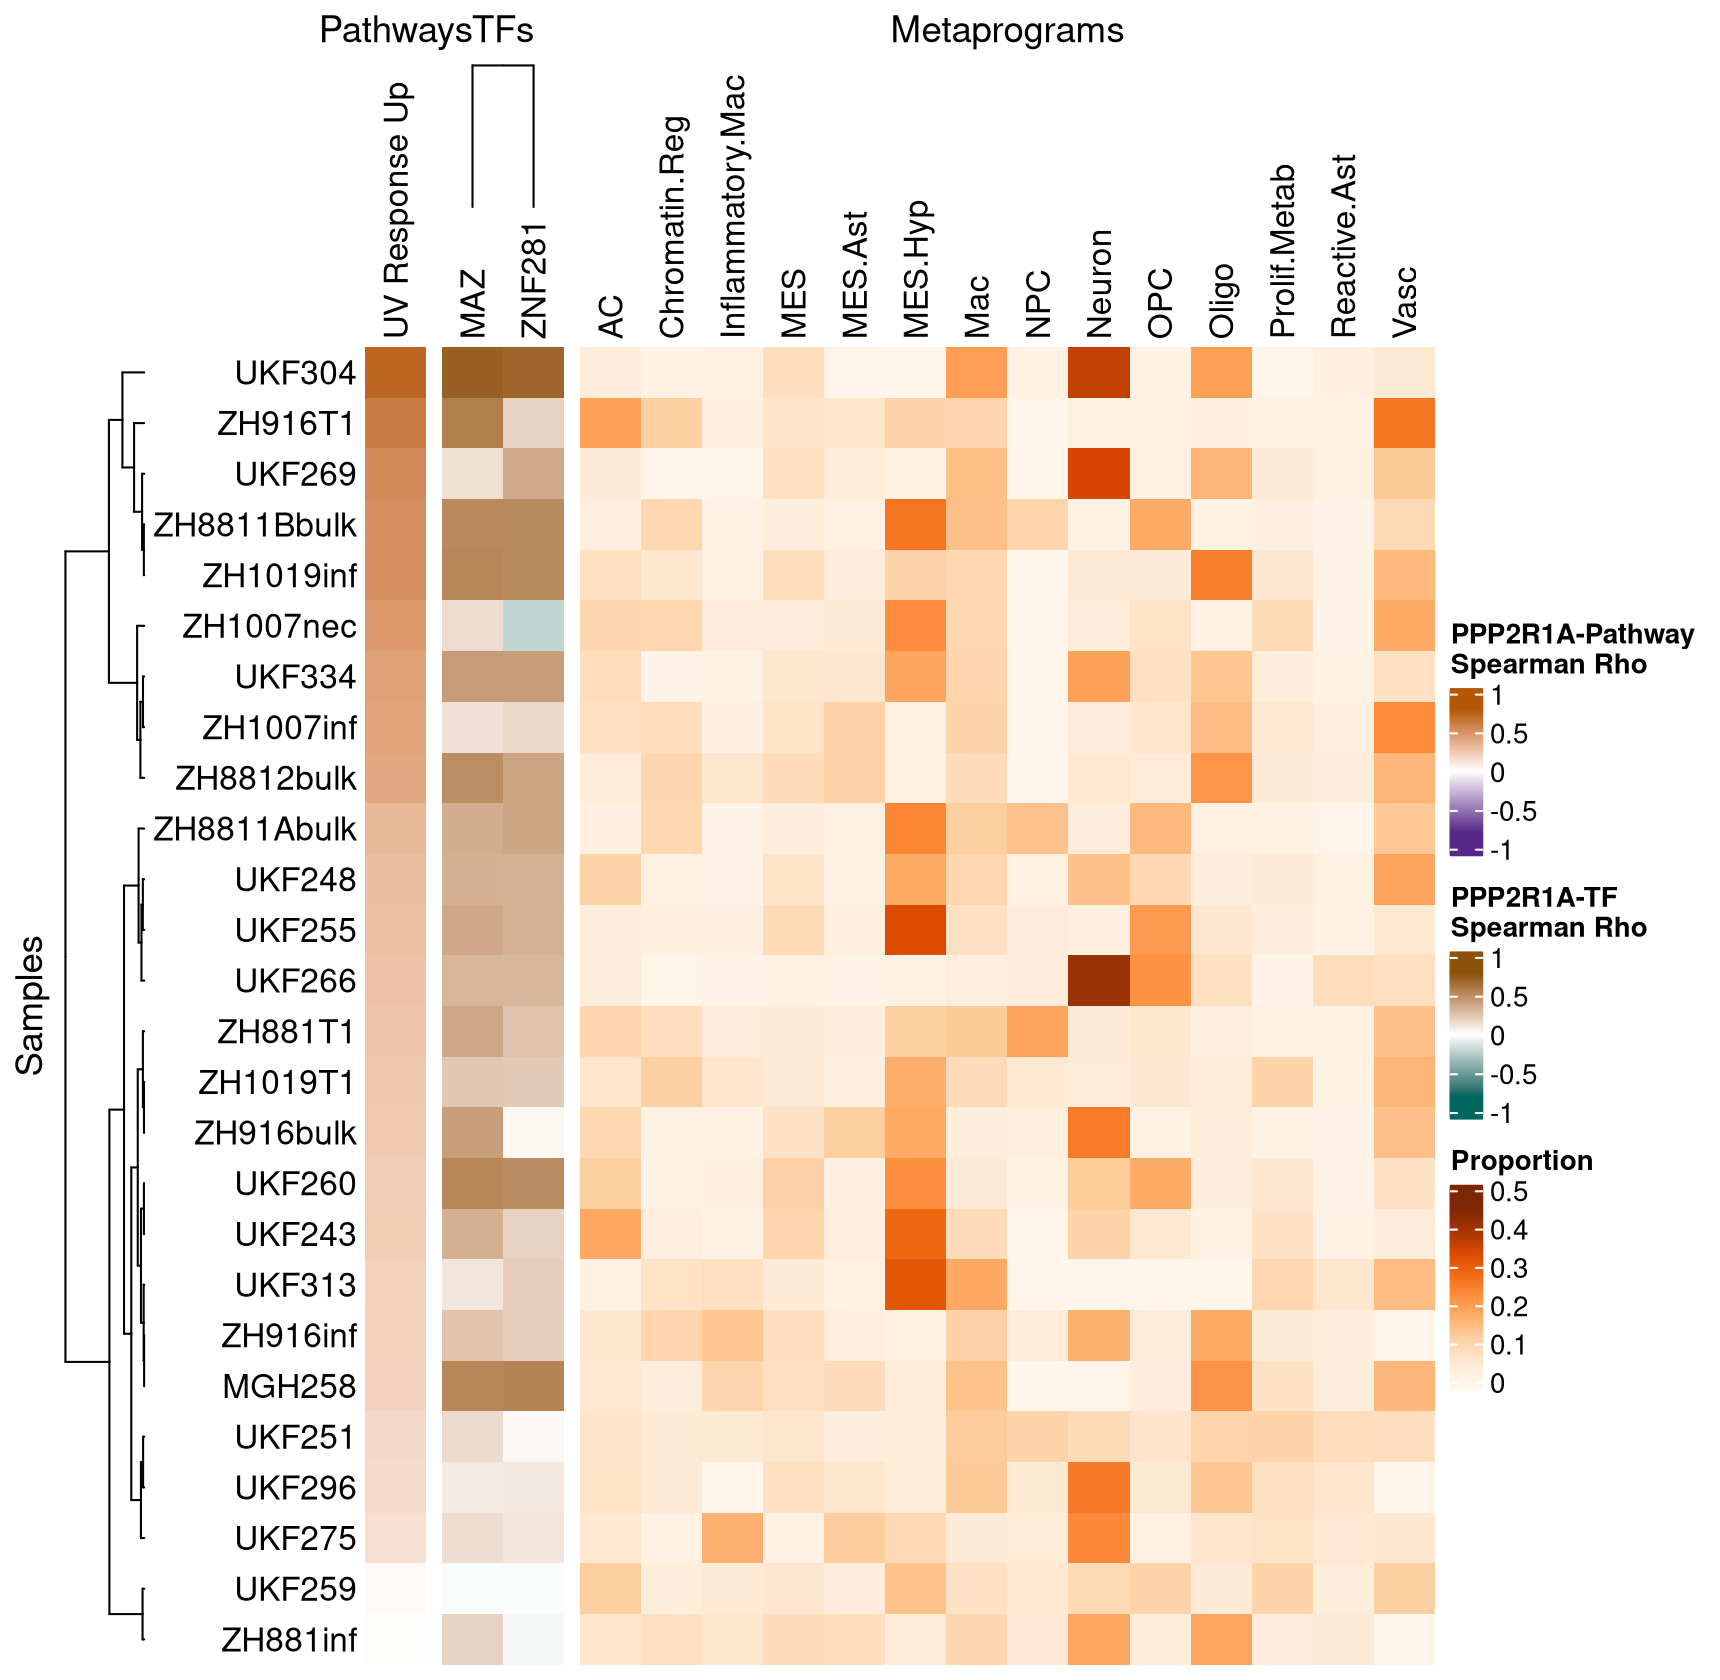 PathwaysTFs
Metaprograms
UV Response Up
MAZ
ZNF281
AC
Chromatin.Reg
Inflammatory.Mac
MES
MES.Ast
MES.Hyp
Mac
NPC
Neuron
OPC
Oligo
Prolif.Metab
Reactive.Ast
Vasc
Samples
UKF304
ZH916T1
UKF269
ZH8811Bbulk
ZH1019inf
ZH1007nec
UKF334
ZH1007inf
ZH8812bulk
ZH8811Abulk
UKF248
UKF255
UKF266
ZH881T1
ZH1019T1
ZH916bulk
UKF260
UKF243
UKF313
ZH916inf
MGH258
UKF251
UKF296
UKF275
UKF259
ZH881inf
PPP2R1A-Pathway
Spearman Rho
1
0.5
0
-0.5
-1
PPP2R1A-TF
Spearman Rho
1
0.5
0
-0.5
-1
Proportion
0.5
0.4
0.3
0.2
0.1
0